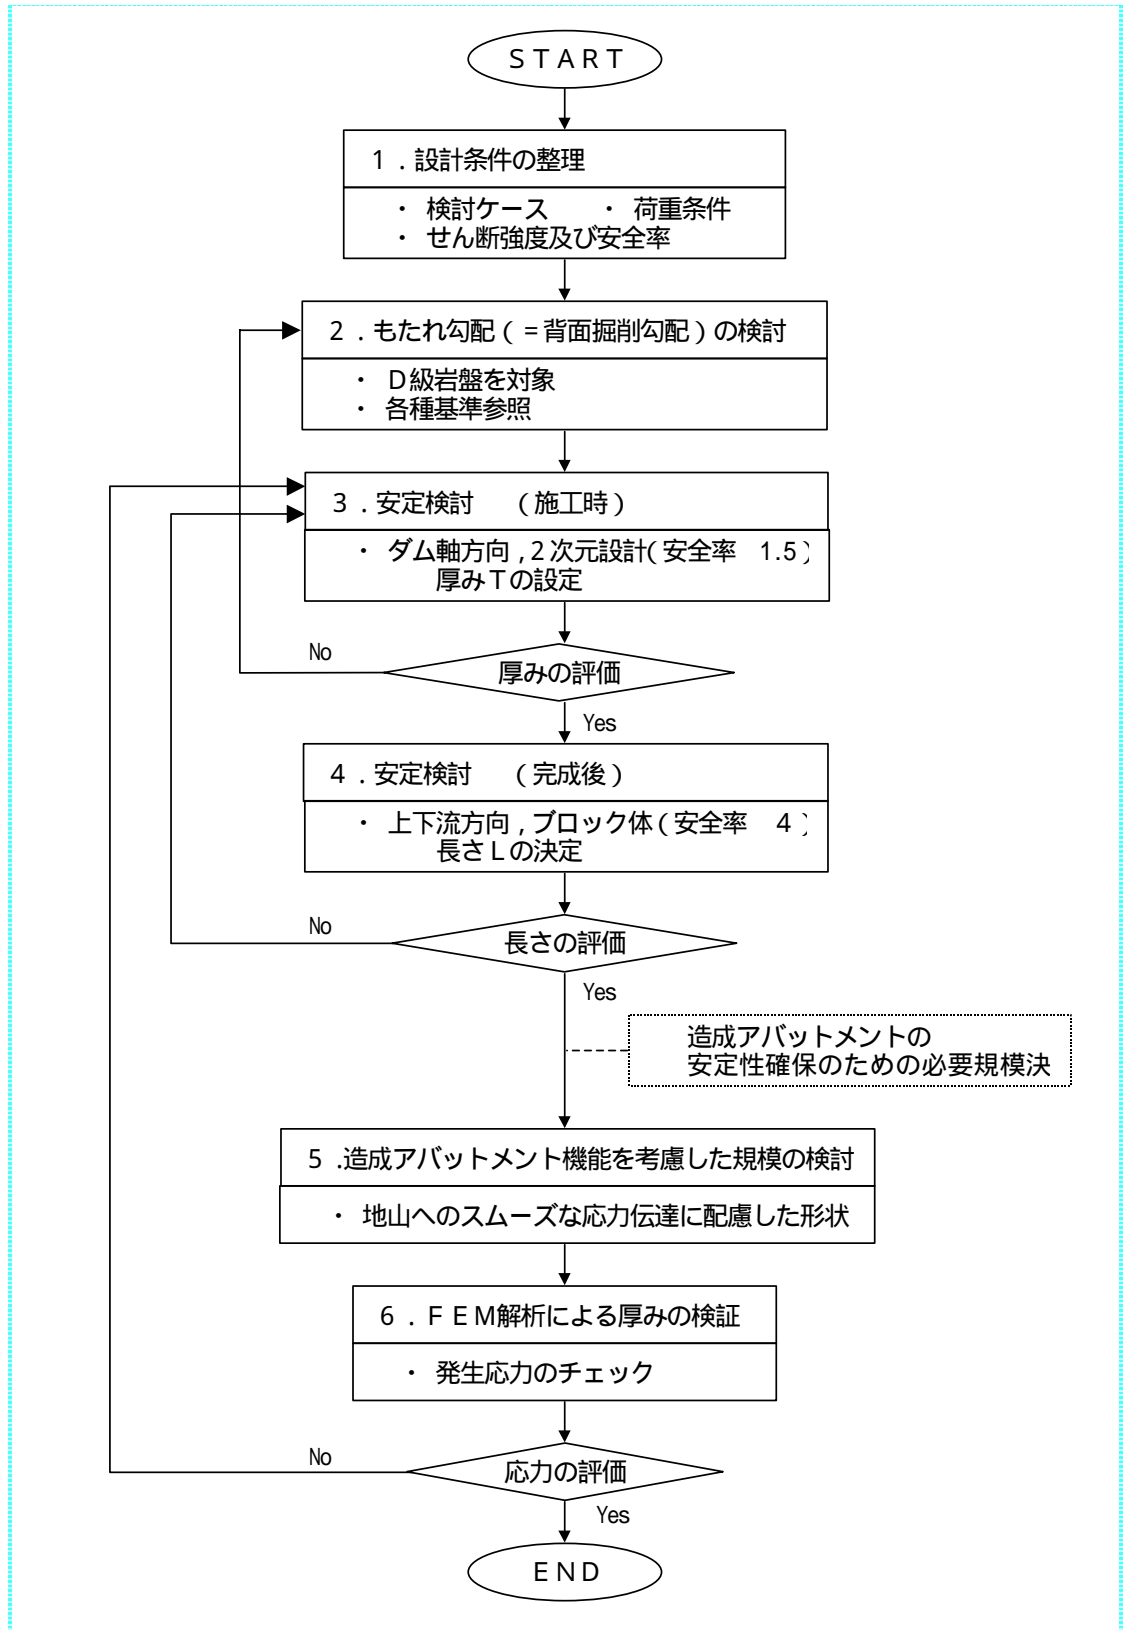 ＳＴＡＲＴ
１．設計条件の整理
・ 検討ケース ・ 荷重条件
・ せん断強度及び安全率
２．もたれ勾配（＝背面掘削勾配）の検討
・ Ｄ級岩盤を対象
・ 各種基準参照
３．安定検討 （施工時）
・ ダム軸方向，2次元設計（安全率 1.5）
厚みＴの設定
No
厚みの評価
Yes
４．安定検討 （完成後）
・ 上下流方向，ブロック体（安全率 4）
長さＬの決定
No
長さの評価
Yes
造成アバットメントの
安定性確保のための必要規模決
５．造成アバットメント機能を考慮した規模の検討
・ 地山へのスムーズな応力伝達に配慮した形状
６．ＦＥＭ解析による厚みの検証
・ 発生応力のチェック
No
応力の評価
Yes
ＥＮＤ